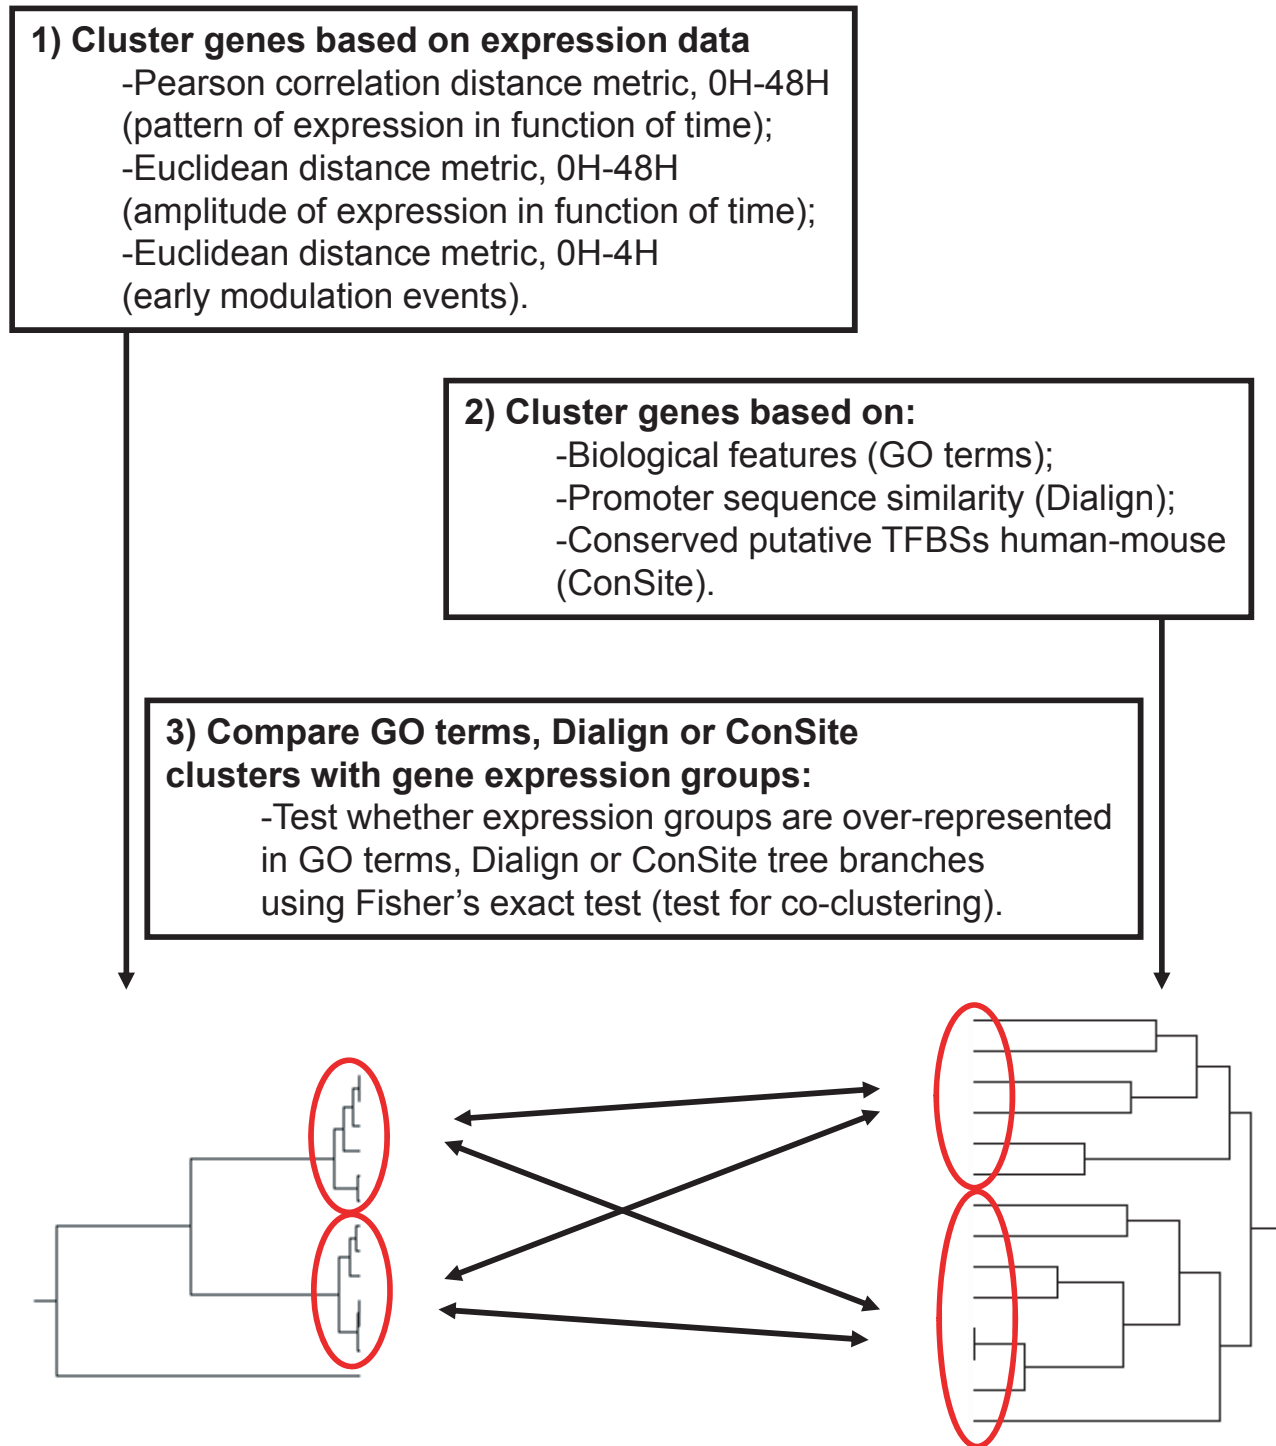 1) Cluster genes based on expression data
-Pearson correlation distance metric, 0H-48H
(pattern of expression in function of time);
-Euclidean distance metric, 0H-48H
(amplitude of expression in function of time);
-Euclidean distance metric, 0H-4H
(early modulation events).
2) Cluster genes based on:
-Biological features (GO terms);
-Promoter sequence similarity (Dialign);
-Conserved putative TFBSs human-mouse
(ConSite).
3) Compare GO terms, Dialign or ConSite
clusters with gene expression groups:
-Test whether expression groups are over-represented
in GO terms, Dialign or ConSite tree branches
using Fisher’s exact test (test for co-clustering).